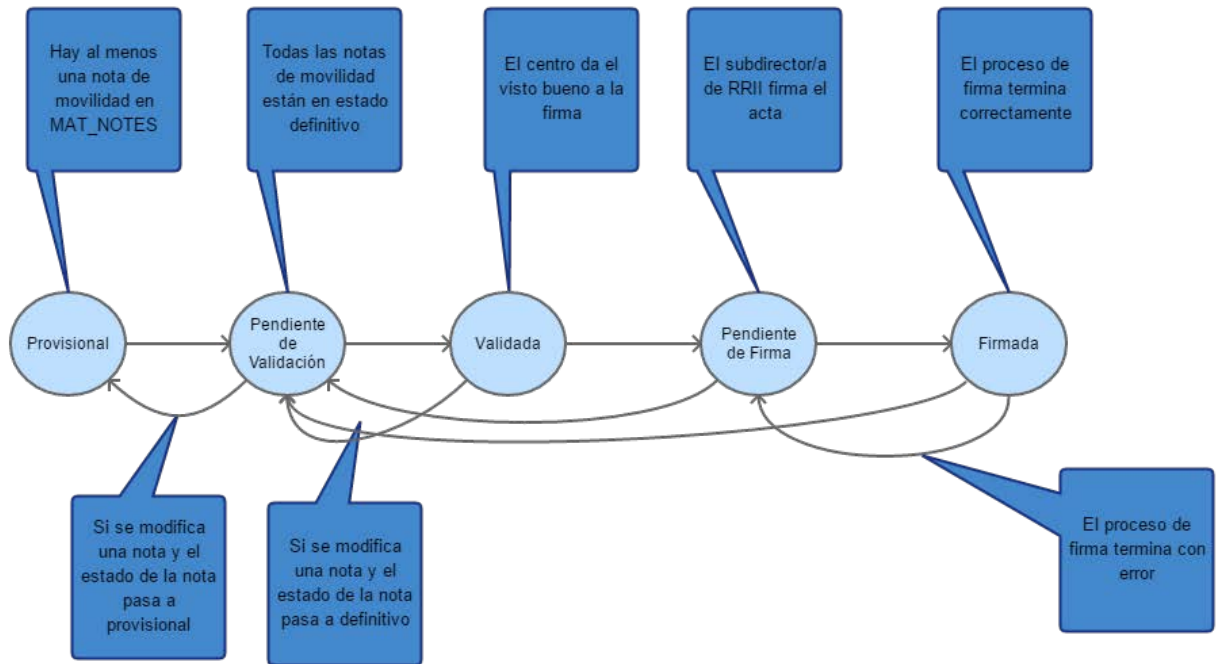 Hay al menos
una nota de
movilidad en
MAT_NOTES
Todas las notas
de movilidad
están en estado
definitivo
El centro da el
visto bueno a la
firma
El subdirector/a
de RRII firma el
acta
El proceso de
firma termina
correctamente
Provisional
Pendiente
de
Validación
Validada
Pendiente
de Firma
Firmada
Si se modifica
una nota y el
estado de la nota
pasa a
provisional
Si se modifica
una nota y el
estado de la nota
pasa a definitivo
El proceso de
firma termina con
error